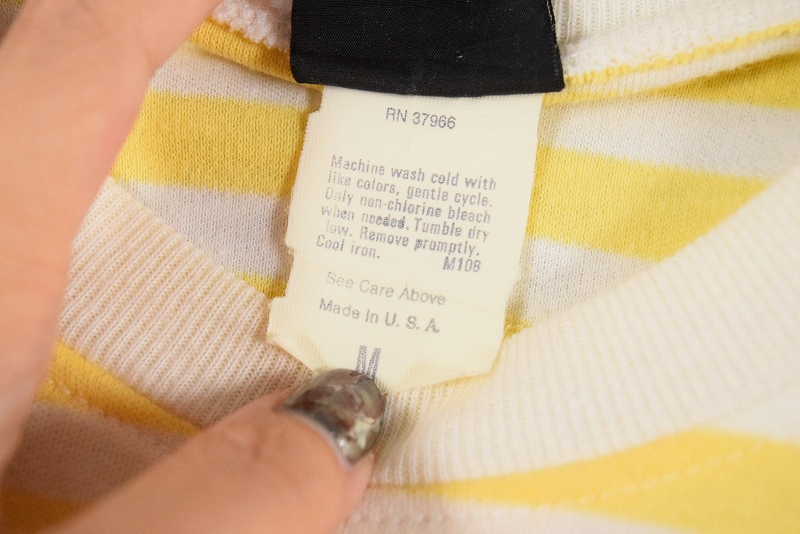 RN 37966
Machine wash cold with
like colors, gentle cycle.
Only non-chlorine bleach
when needed. Tumble dry
low. Remove promptly.
Cool iron. M109
See Care Above
Made In U. S. A.
M